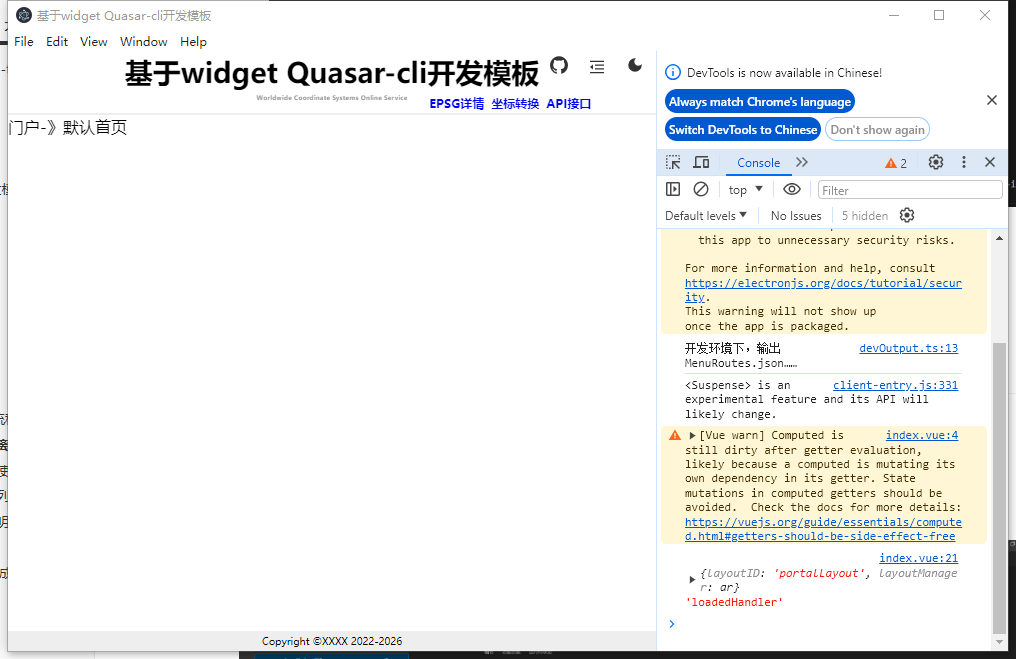 基于widget Quasar-cli开发模板
File Edit View Window Help
基于widget Quasar-cli开发模板
Worldwide Coordinate Systems Online Service
EPSG详情 坐标转换 API接口
门户-》默认首页
Copyright ©XXXX 2022-2026
DevTools is now available in Chinese!
Always match Chrome's language
Switch DevTools to Chinese Don't show again
Console 2
top Filter
Default levels No Issues 5 hidden
this app to unnecessary security risks.
For more information and help, consult
https://electronjs.org/docs/tutorial/secur
ity.
This warning will not show up
once the app is packaged.
开发环境下，输出 devOutput.ts:13
MenuRoutes.json……
<Suspense> is an client-entry.js:331
experimental feature and its API will
likely change.
[Vue warn] Computed is index.vue:4
still dirty after getter evaluation,
likely because a computed is mutating its
own dependency in its getter. State
mutations in computed getters should be
avoided.  Check the docs for more details:
https://vuejs.org/guide/essentials/compute
d.html#getters-should-be-side-effect-free
index.vue:21
{layoutID: 'portalLayout', layoutManage
r: ar}
'loadedHandler'